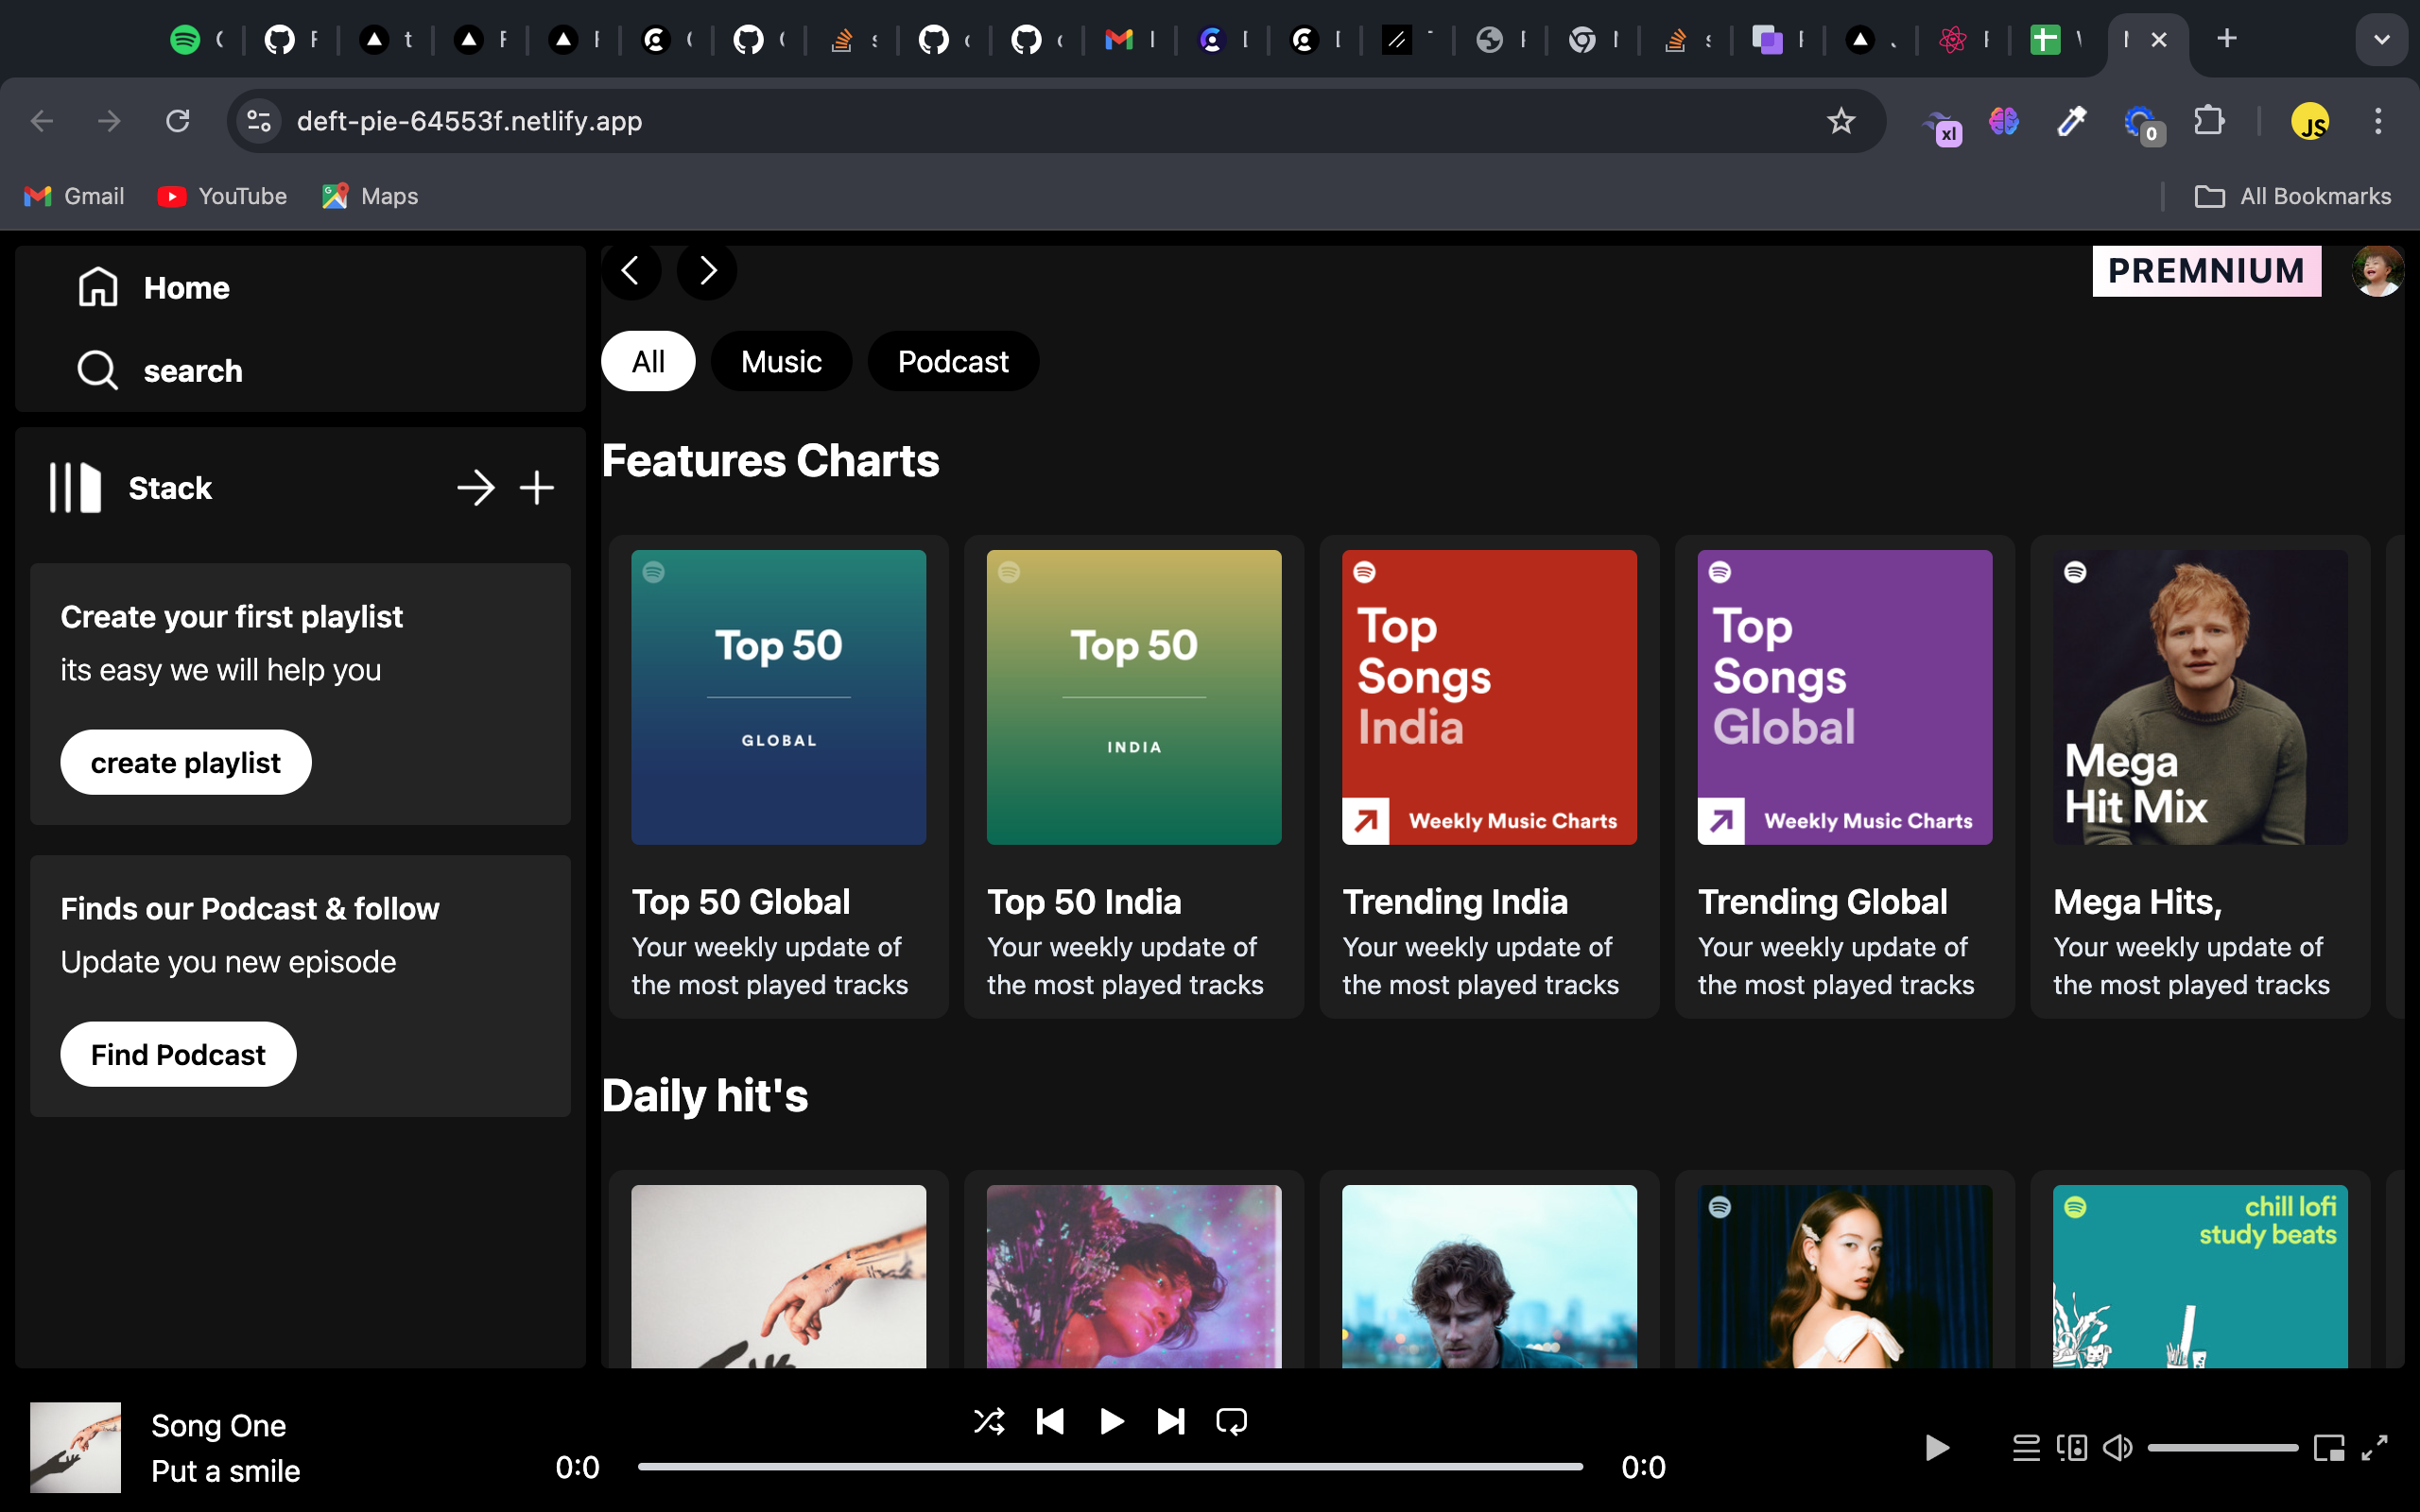 deft-pie-64553f.netlify.app
xl
0
JS
Gmail
YouTube
Maps
All Bookmarks
Home
search
Stack
Create your first playlist
its easy we will help you
create playlist
Finds our Podcast & follow
Update you new episode
Find Podcast
PREMNIUM
All
Music
Podcast
Features Charts
Top 50
GLOBAL
Top 50
INDIA
Top
Songs
India
Weekly Music Charts
Top
Songs
Global
Weekly Music Charts
Mega
Hit Mix
Top 50 Global
Your weekly update of
the most played tracks
Top 50 India
Your weekly update of
the most played tracks
Trending India
Your weekly update of
the most played tracks
Trending Global
Your weekly update of
the most played tracks
Mega Hits,
Your weekly update of
the most played tracks
Daily hit's
chill lofi
study beats
Song One
Put a smile
0:0
0:0